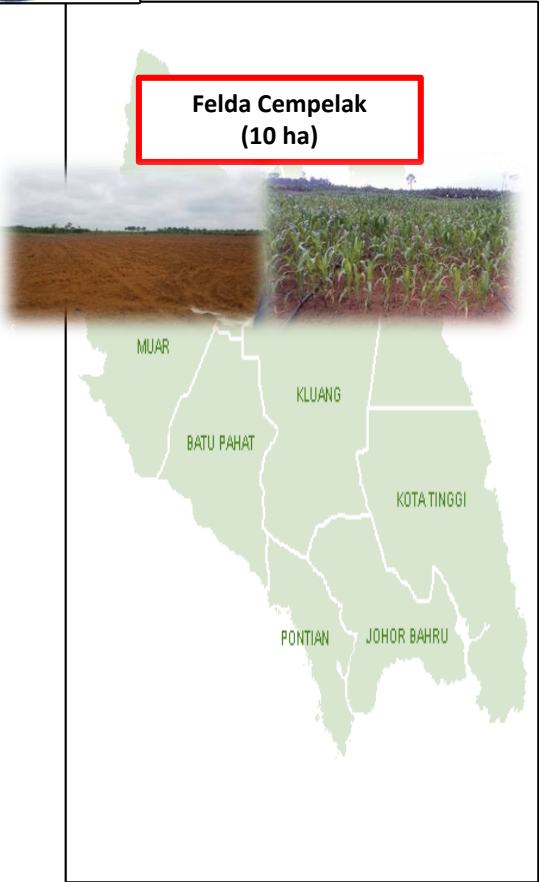 Felda Cempelak
(10 ha)
MUAR
KLUANG
BATU PAHAT
KOTA TINGGI
PONTIAN
JOHOR BAHRU